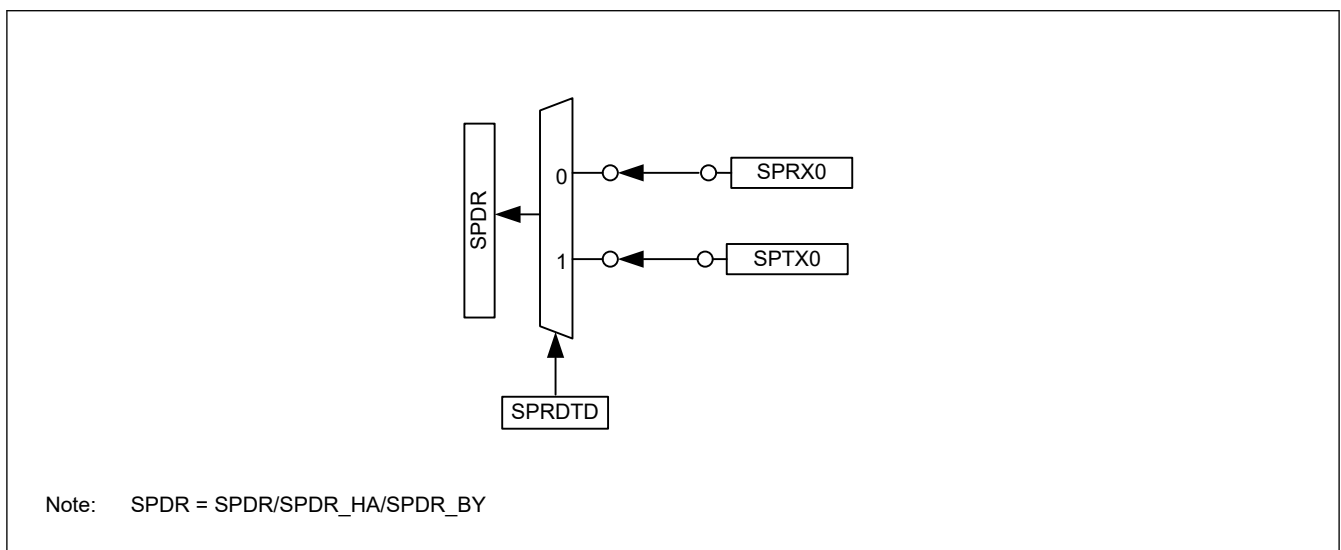 SPDR
0
SPRX0
1
SPTX0
SPRDTD
Note: SPDR = SPDR/SPDR_HA/SPDR_BY